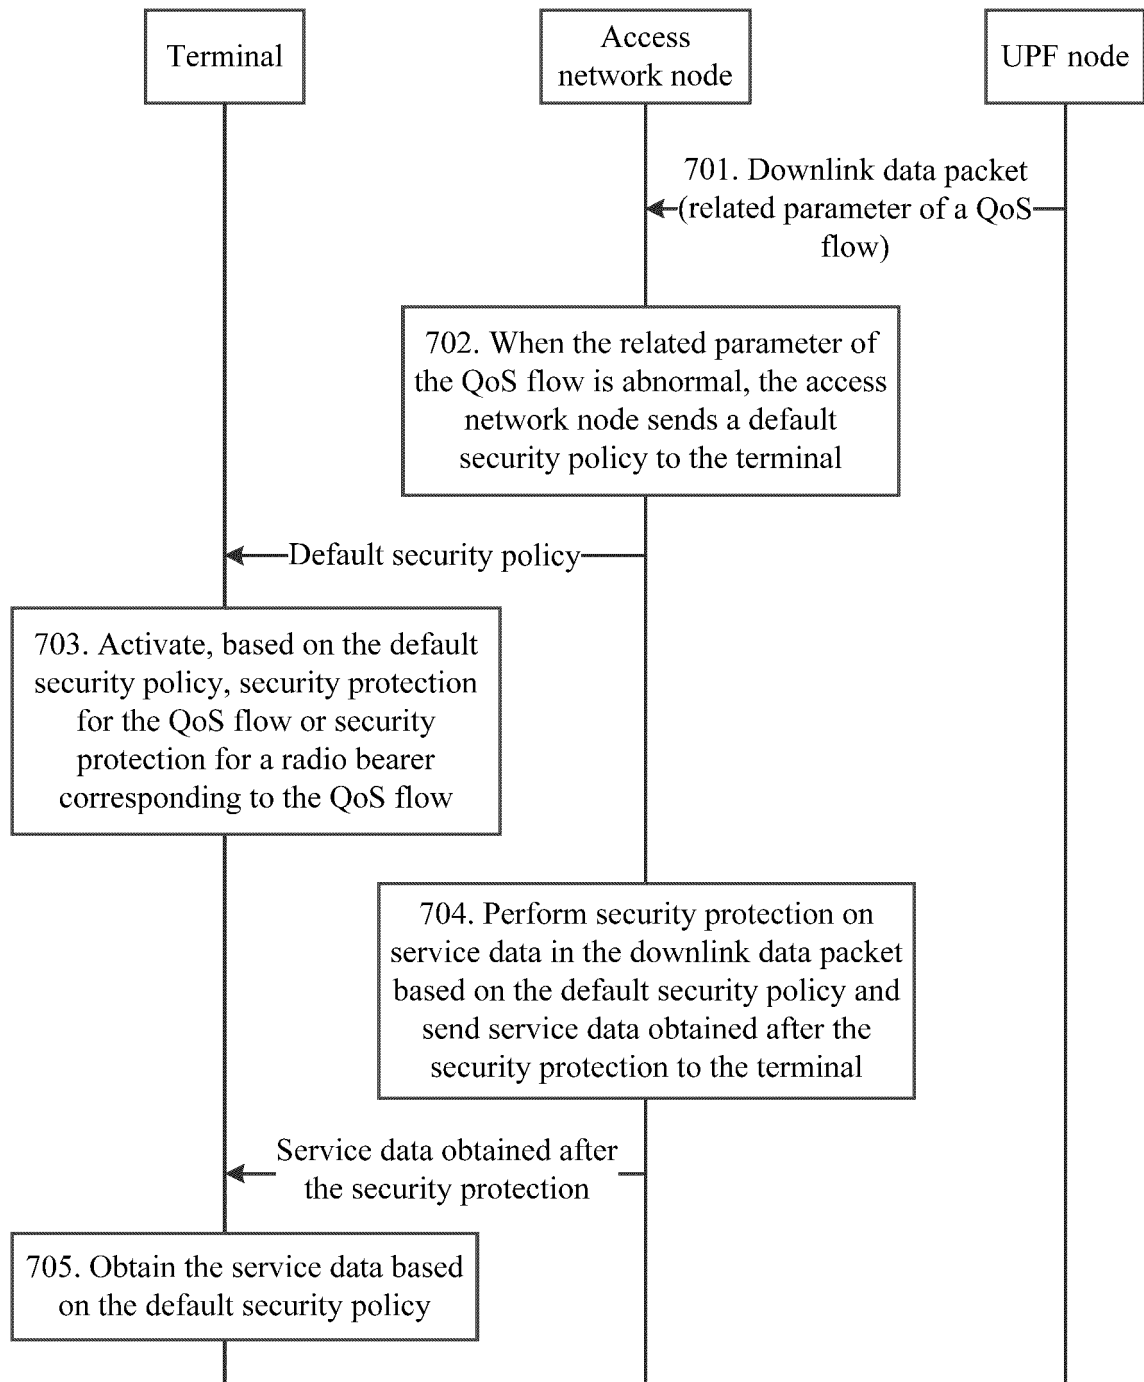 Terminal
Access
network node
UPF node
701. Downlink data packet
(related parameter of a QoS
flow)
702. When the related parameter of
the QoS flow is abnormal, the access
network node sends a default
security policy to the terminal
Default security policy
703. Activate, based on the default
security policy, security protection
for the QoS flow or security
protection for a radio bearer
corresponding to the QoS flow
704. Perform security protection on
service data in the downlink data packet
based on the default security policy and
send service data obtained after the
security protection to the terminal
Service data obtained after
the security protection
705. Obtain the service data based
on the default security policy